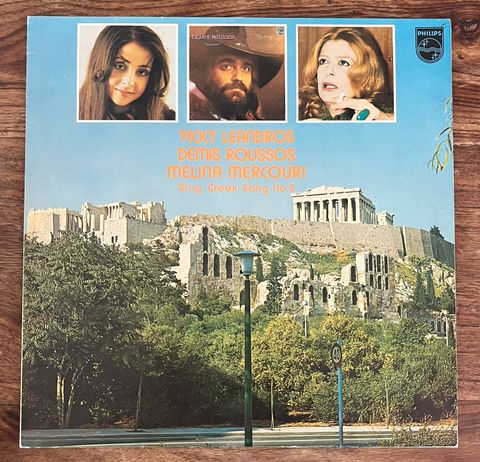 DEMIS ROUSSOS
PHILIPS
VICKY LEANDROS
DEMIS ROUSSOS
MELINA MERCOURI
Sing Greek Song No 2